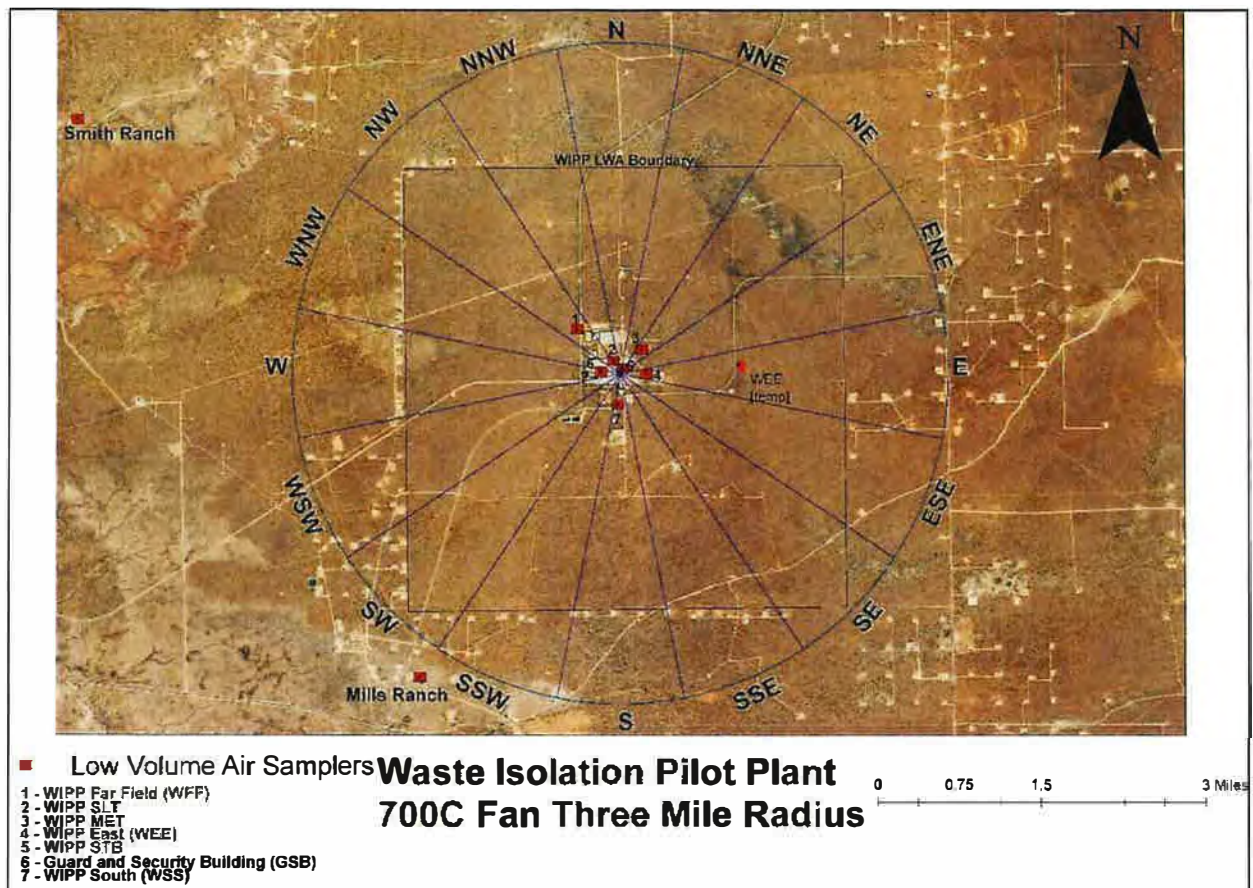 N
NNW
NNE
N
NW
NE
Smith Ranch
WIPP LWA Boundary
WNW
ENE
W
E
WEE
(temp)
WSW
ESE
SW
SE
Mills Ranch
SSW
SSE
S
Low Volume Air Samplers
1 - WIPP Far Field (WFF)
2 - WIPP SLT
3 - WIPP MET
4 - WIPP East (WEE)
5 - WIPP STB
6 - Guard and Security Building (GSB)
7 - WIPP South (WSS)
Waste Isolation Pilot Plant
700C Fan Three Mile Radius
0 0.75 1.5 3 Miles